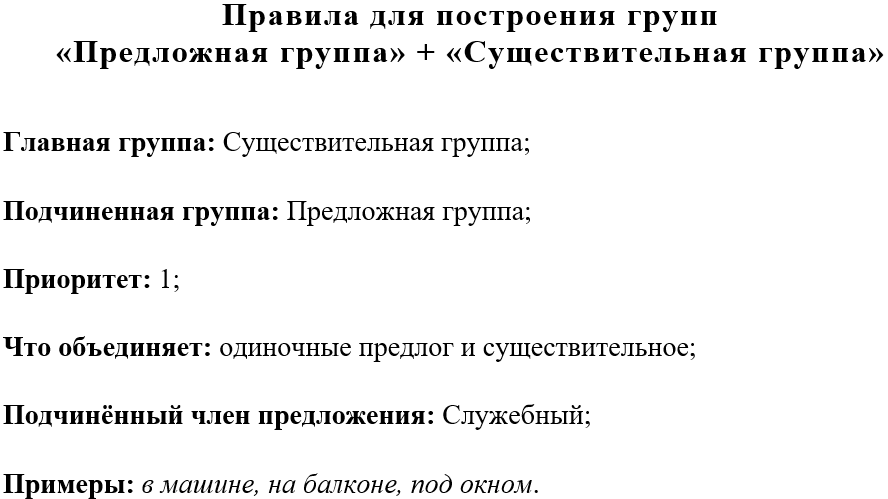 Правила для построения групп
«Предложная группа» + «Существительная группа»
Главная группа: Существительная группа;
Подчиненная группа: Предложная группа;
Приоритет: 1;
Что объединяет: одиночные предлог и существительное;
Подчинённый член предложения: Служебный;
Примеры: в машине, на балконе, под окном.